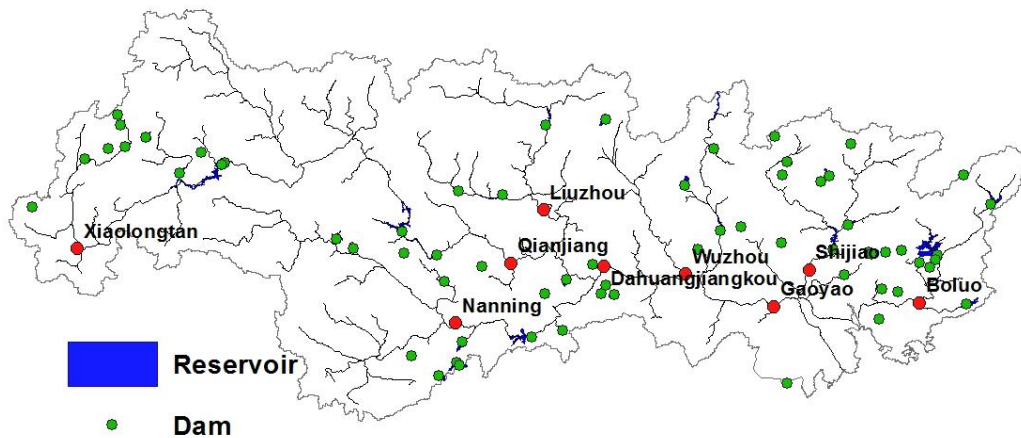 Liuzhou
Xiaolongtan
Qianjiang
Wuzhou
Shijiao
Dahuangjiangkou
Gaoyao
Boluo
Nanning
Reservoir
Dam